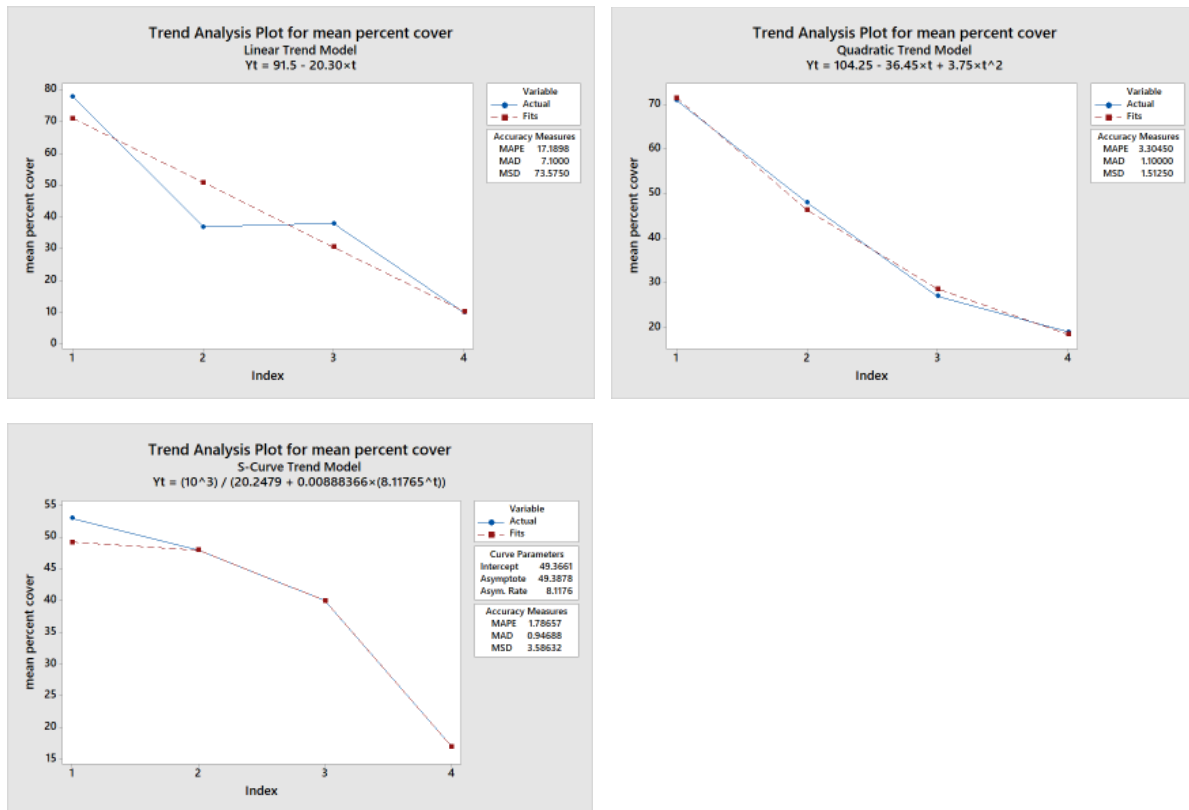 Trend Analysis Plot for mean percent cover
Linear Trend Model
Yt = 91.5 - 20.30×t
80
70
60
50
40
30
20
10
0
mean percent cover
1 2 3 4
Index
Variable
Actual
Fits
Accuracy Measures
MAPE 17.1898
MAD 7.1000
MSD 73.5750
Trend Analysis Plot for mean percent cover
Quadratic Trend Model
Yt = 104.25 - 36.45×t + 3.75×t^2
70
60
50
40
30
20
mean percent cover
1 2 3 4
Index
Variable
Actual
Fits
Accuracy Measures
MAPE 3.30450
MAD 1.10000
MSD 1.51250
Trend Analysis Plot for mean percent cover
S-Curve Trend Model
Yt = (10^3) / (20.2479 + 0.00888366×(8.11765^t))
55
50
45
40
35
30
25
20
15
mean percent cover
1 2 3 4
Index
Variable
Actual
Fits
Curve Parameters
Intercept 49.3661
Asymptote 49.3878
Asym. Rate 8.1176
Accuracy Measures
MAPE 1.78657
MAD 0.94688
MSD 3.58632